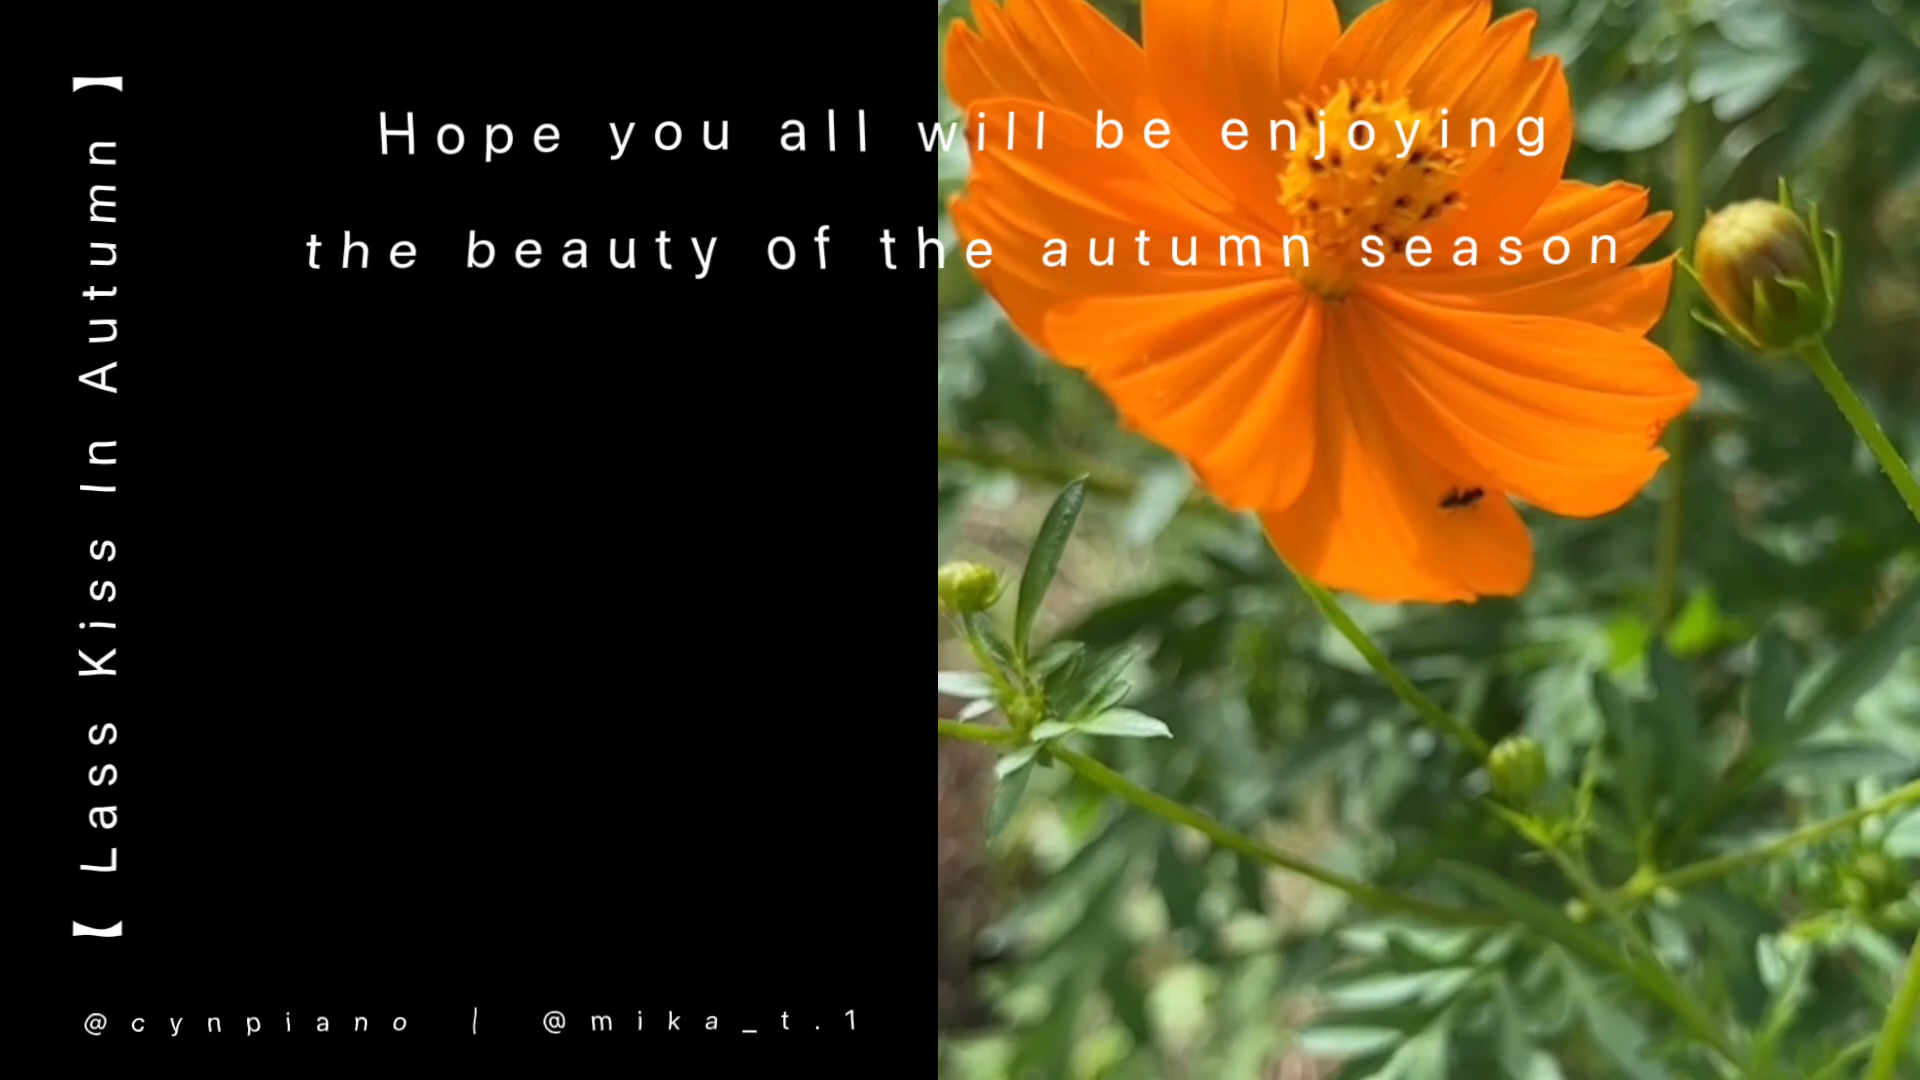 【 Lass Kiss In Autumn 】
Hope you all will be enjoying
the beauty of the autumn season
@cynpiano | @mika_t.1